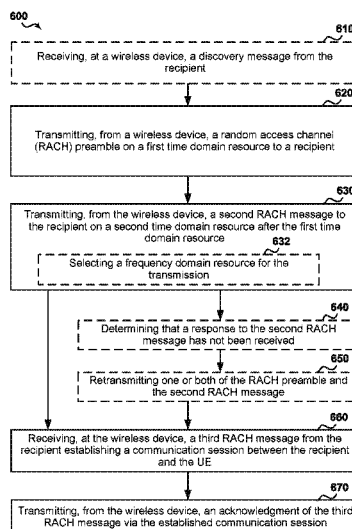 600
610
Receiving, at a wireless device, a discovery message from the
recipient
620
Transmitting, from a wireless device, a random access channel
(RACH) preamble on a first time domain resource to a recipient
630
Transmitting, from the wireless device, a second RACH message to
the recipient on a second time domain resource after the first time
domain resource
632
Selecting a frequency domain resource for the
transmission
640
Determining that a response to the second RACH
message has not been received
650
Retransmitting one or both of the RACH preamble and
the second RACH message
660
Receiving, at the wireless device, a third RACH message from the
recipient establishing a communication session between the recipient
and the UE
670
Transmitting, from the wireless device, an acknowledgment of the third
RACH message via the established communication session